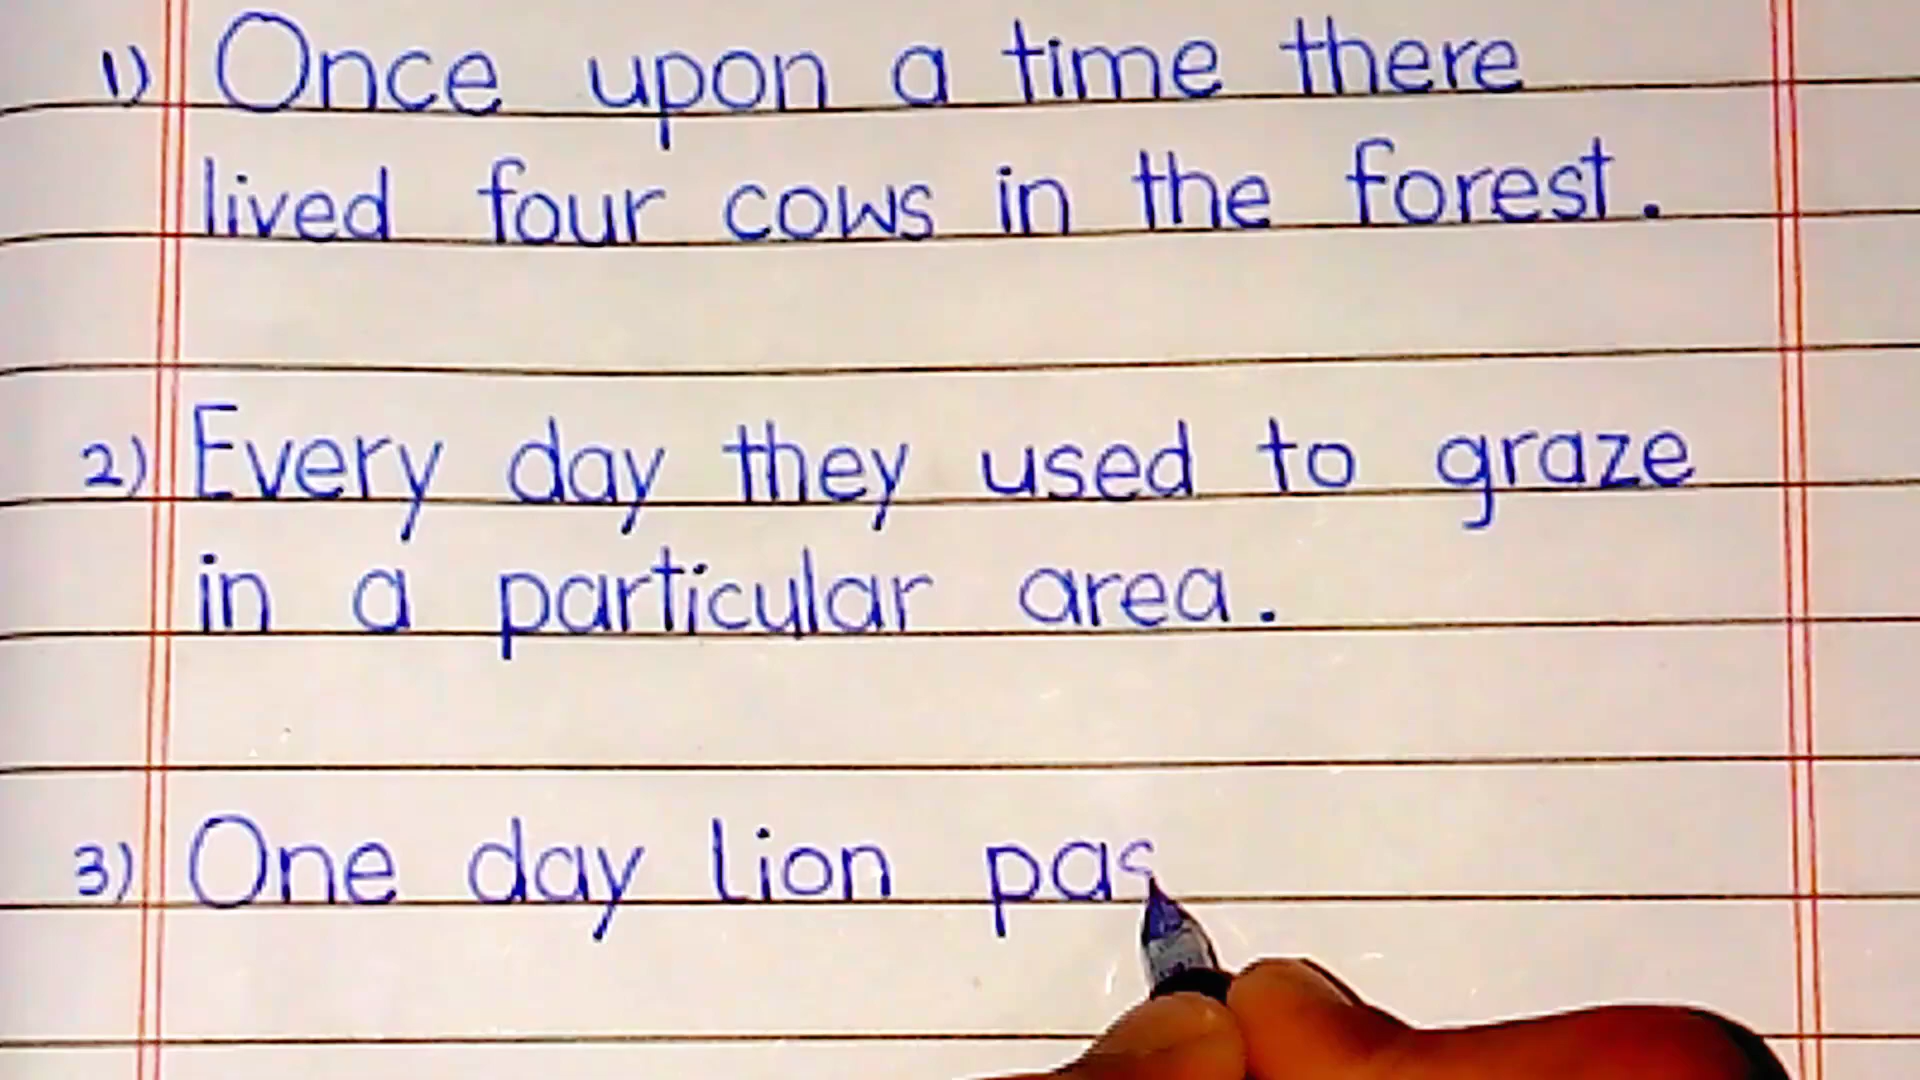 1) Once upon a time there
lived four cows in the forest.
2) Every day they used to graze
in a particular area.
3) One day lion pas